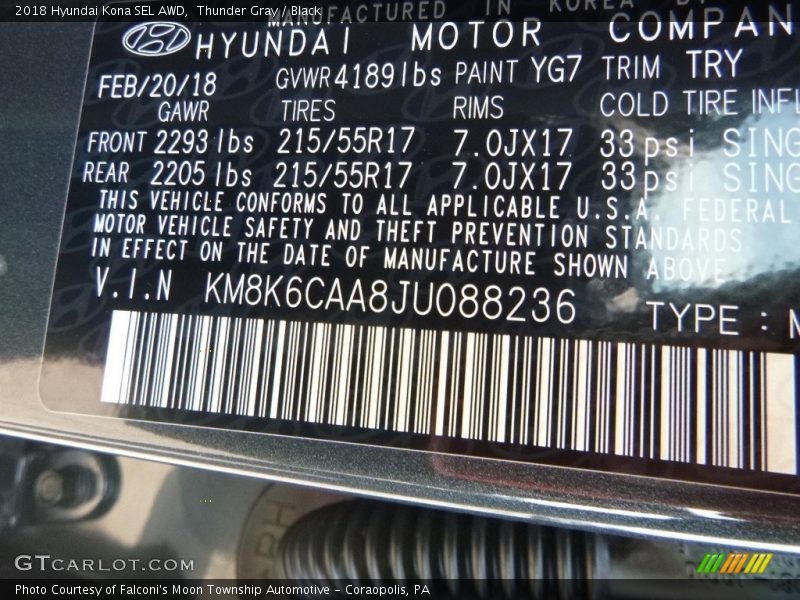 2018 Hyundai Kona SEL AWD, Thunder Gray / Black
MANUFACTURED IN KOREA BY
HYUNDAI MOTOR COMPAN
FEB/20/18 GVWR 4189 lbs PAINT YG7 TRIM TRY
GAWR TIRES RIMS COLD TIRE INFL
FRONT 2293 lbs 215/55R17 7.0JX17 33psi SING
REAR 2205 lbs 215/55R17 7.0JX17 33psi SING
THIS VEHICLE CONFORMS TO ALL APPLICABLE U.S.A. FEDERAL
MOTOR VEHICLE SAFETY AND THEFT PREVENTION STANDARDS
IN EFFECT ON THE DATE OF MANUFACTURE SHOWN ABOVE
V.I.N KM8K6CAA8JU088236 TYPE : M
GTCARLOT.COM
Photo Courtesy of Falconi's Moon Township Automotive - Coraopolis, PA